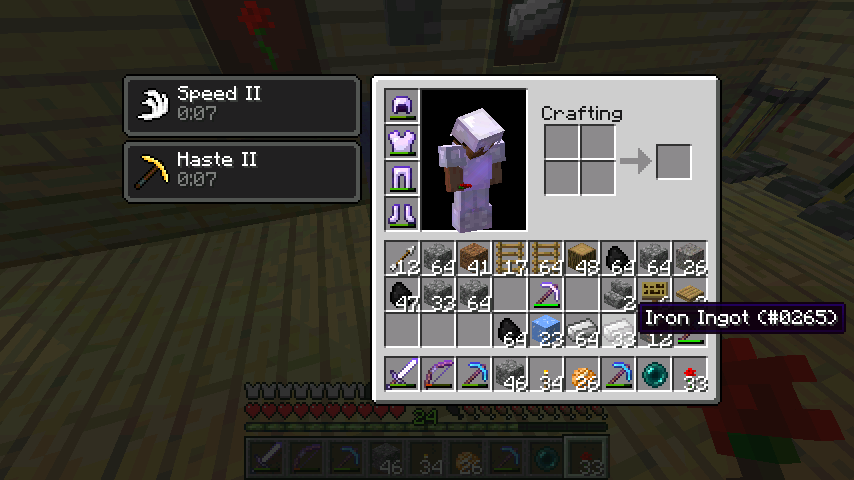 Speed II
0:07
Haste II
0:07
Crafting
12 64 41 17 64 48 64 64
47 33 64 2
Iron Ingot (#0265)
64 23 64 33 12
46 34 26 33
24
46 34 26 33